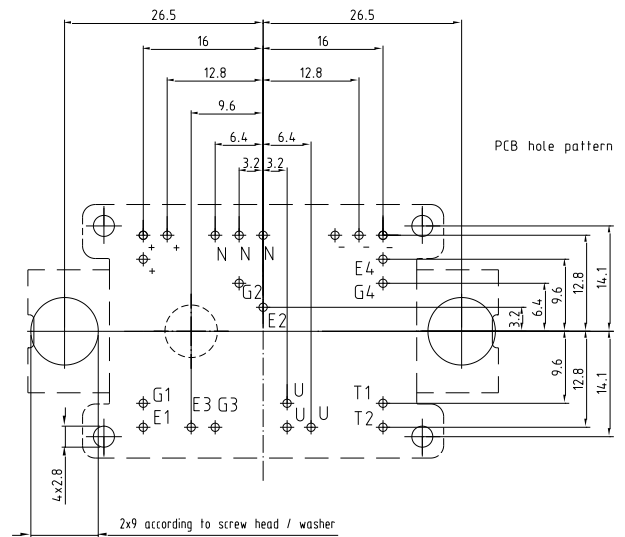 26.5 26.5
16 16
12.8 12.8
9.6
6.4 6.4
3.2 3.2
PCB hole pattern
+ + N N N - - -
+ E4
G2 G4
E2
3.2 6.4 9.6 12.8 14.1
G1 U T1
E1 E3 G3 U U T2
9.6 12.8 14.1
4x2.8
2x9 according to screw head / washer